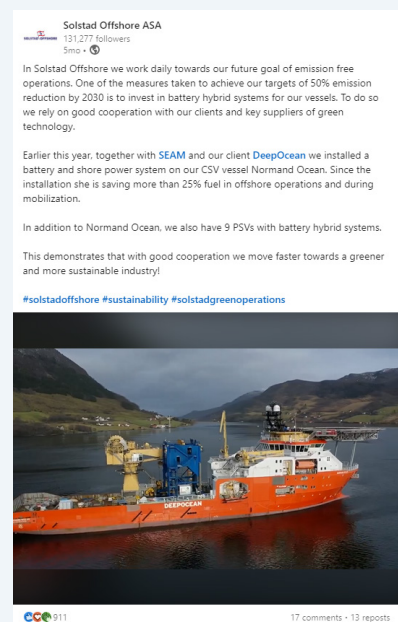 Solstad Offshore ASA
SOLSTAD OFFSHORE
131,277 followers
5mo •
In Solstad Offshore we work daily towards our future goal of emission free
operations. One of the measures taken to achieve our targets of 50% emission
reduction by 2030 is to invest in battery hybrid systems for our vessels. To do so
we rely on good cooperation with our clients and key suppliers of green
technology.
Earlier this year, together with SEAM and our client DeepOcean we installed a
battery and shore power system on our CSV vessel Normand Ocean. Since the
installation she is saving more than 25% fuel in offshore operations and during
mobilization.
In addition to Normand Ocean, we also have 9 PSVs with battery hybrid systems.
This demonstrates that with good cooperation we move faster towards a greener
and more sustainable industry!
#solstadoffshore #sustainability #solstadgreenoperations
DEEPOCEAN
911
17 comments • 13 reposts